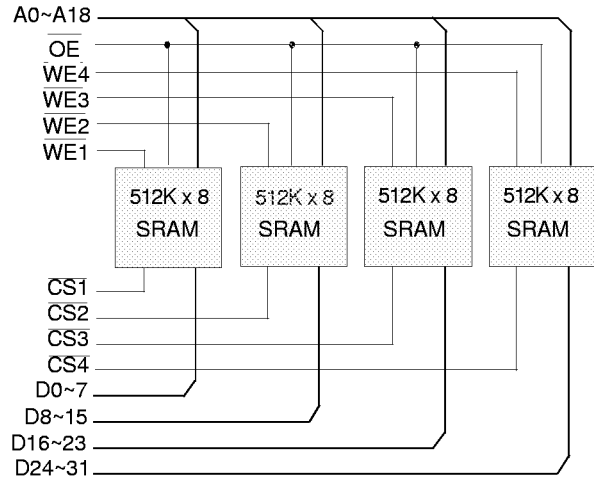 A0~A18
OE
WE4
WE3
WE2
WE1
512K x 8
SRAM
512K x 8
SRAM
512K x 8
SRAM
512K x 8
SRAM
CS1
CS2
CS3
CS4
D0~7
D8~15
D16~23
D24~31